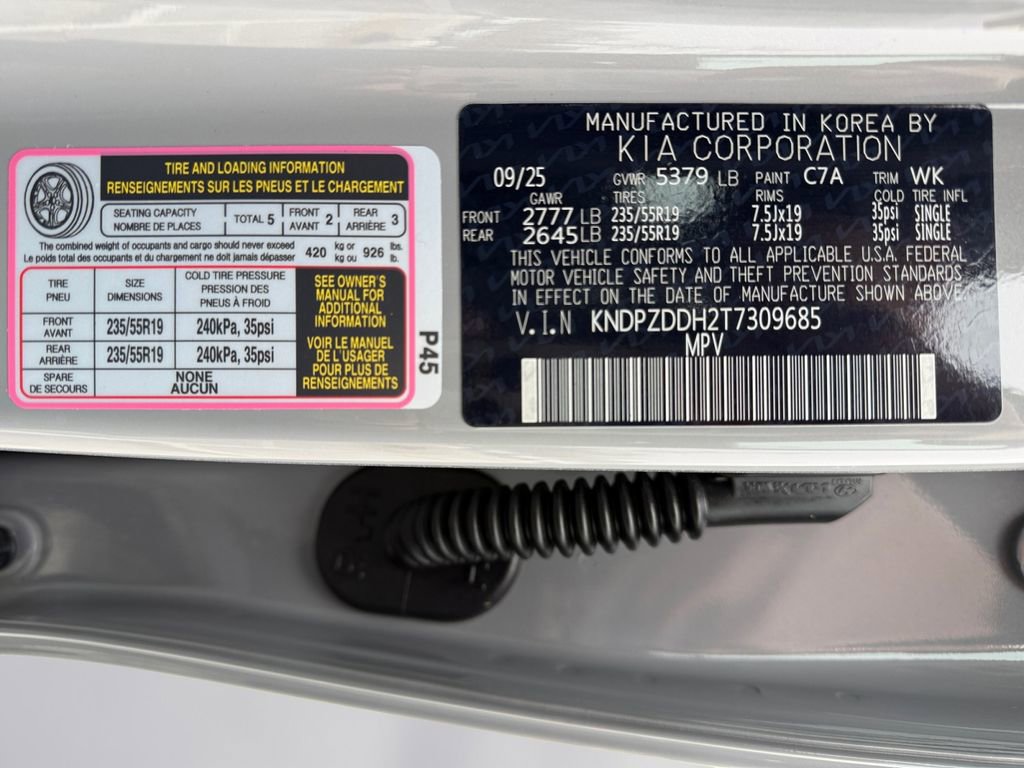 TIRE AND LOADING INFORMATION
RENSEIGNEMENTS SUR LES PNEUS ET LE CHARGEMENT
SEATING CAPACITY
NOMBRE DE PLACES
TOTAL 5
FRONT
AVANT 2
REAR
ARRIÈRE 3
The combined weight of occupants and cargo should never exceed
Le poids total des occupants et du chargement ne doit jamais dépasser
420 kg or kg ou 926 lbs. lb.
TIRE
PNEU
SIZE
DIMENSIONS
COLD TIRE PRESSURE
PRESSION DES
PNEUS À FROID
FRONT
AVANT
235/55R19
240kPa, 35psi
REAR
ARRIÈRE
235/55R19
240kPa, 35psi
SPARE
DE SECOURS
NONE
AUCUN
SEE OWNER'S
MANUAL FOR
ADDITIONAL
INFORMATION
VOIR LE MANUEL
DE L'USAGER
POUR PLUS DE
RENSEIGNEMENTS
P45
MANUFACTURED IN KOREA BY
KIA CORPORATION
09/25 GVWR 5379 LB PAINT C7A TRIM WK
GAWR TIRES RIMS COLD TIRE INFL
FRONT 2777 LB 235/55R19 7.5Jx19 35psi SINGLE
REAR 2645 LB 235/55R19 7.5Jx19 35psi SINGLE
THIS VEHICLE CONFORMS TO ALL APPLICABLE U.S.A. FEDERAL
MOTOR VEHICLE SAFETY AND THEFT PREVENTION STANDARDS
IN EFFECT ON THE DATE OF MANUFACTURE SHOWN ABOVE.
V.I.N KNDPZDDH2T7309685
MPV